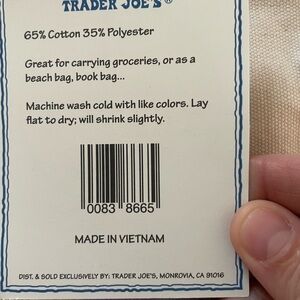 TRADER JOE'S®
65% Cotton 35% Polyester
Great for carrying groceries, or as a
beach bag, book bag...
Machine wash cold with like colors. Lay
flat to dry; will shrink slightly.
0083 8665
MADE IN VIETNAM
DIST. & SOLD EXCLUSIVELY BY: TRADER JOE'S, MONROVIA, CA 91016